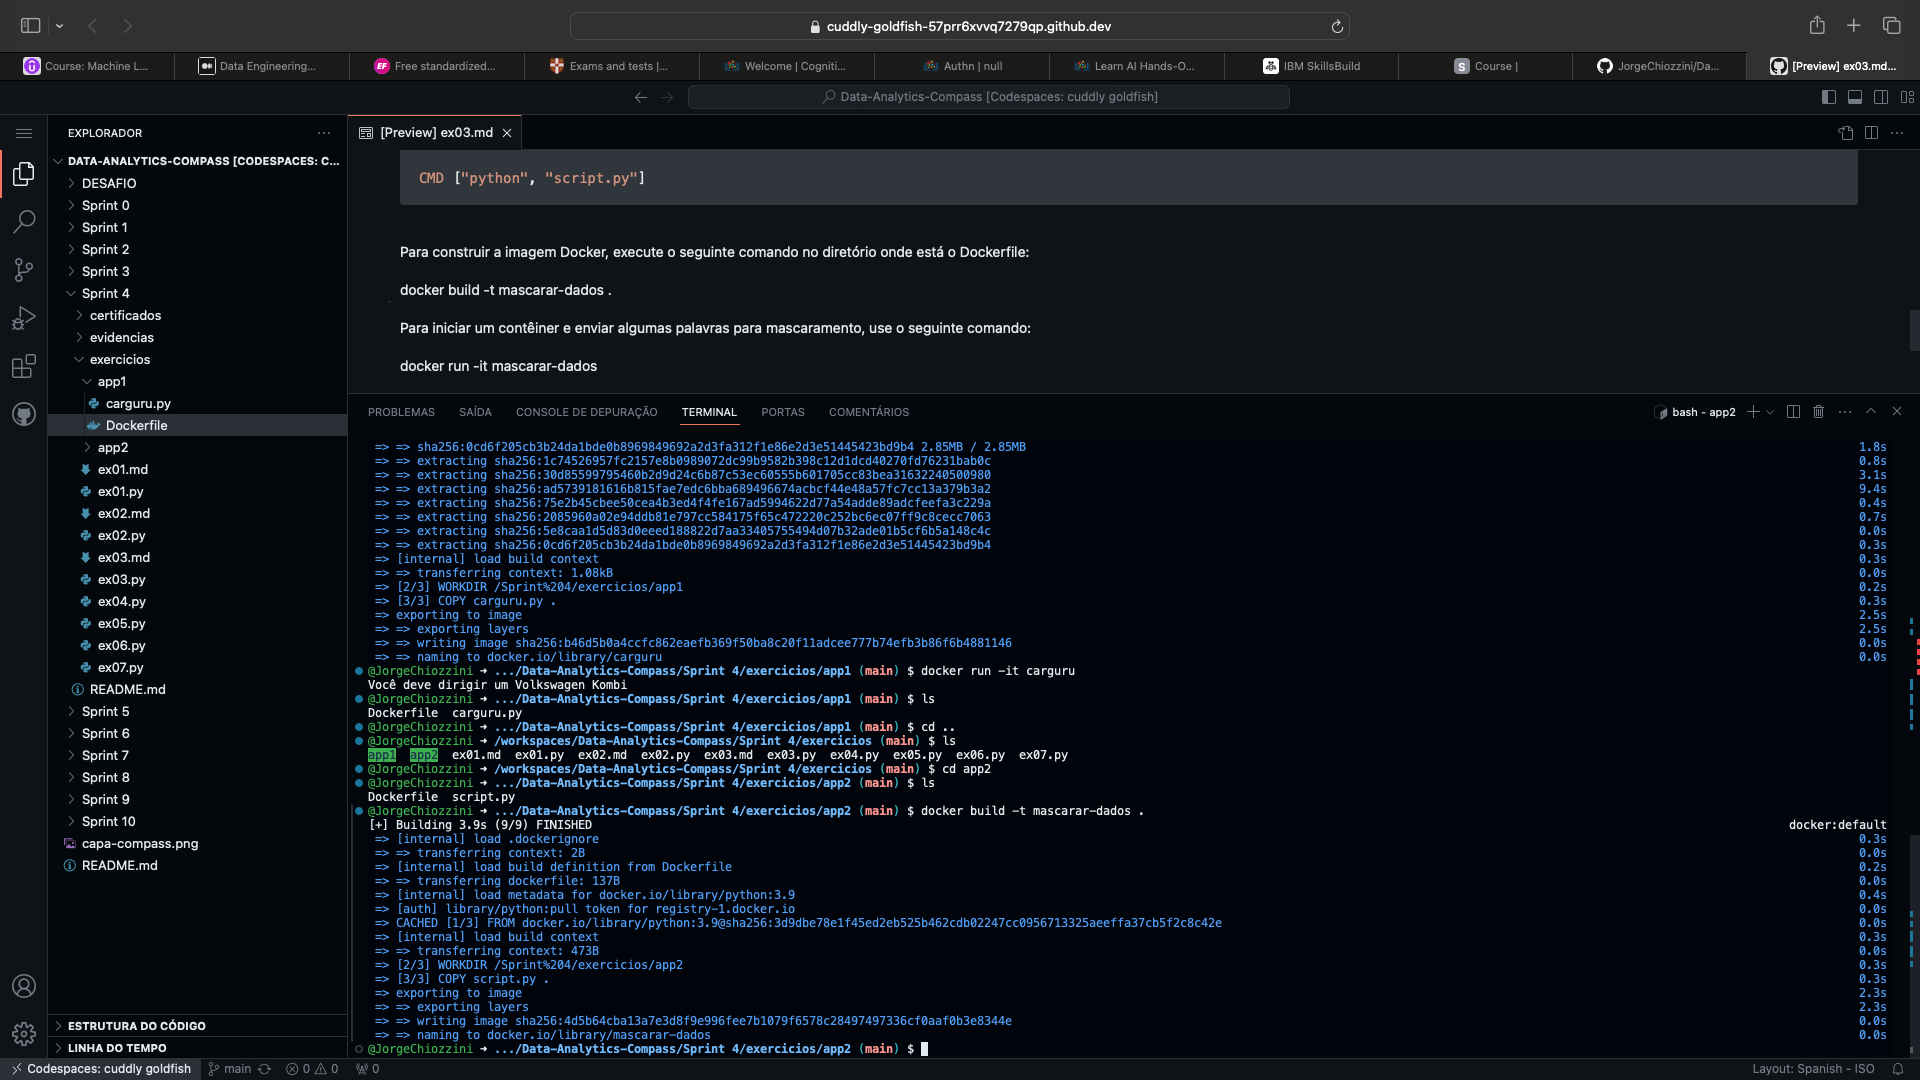 cuddly-goldfish-57prr6xvvq7279qp.github.dev
Course: Machine L...
Data Engineering...
Free standardized...
Exams and tests |...
Welcome | Cogniti...
Authn | null
Learn AI Hands-O...
IBM SkillsBuild
Course |
JorgeChiozzini/Da...
[Preview] ex03.md...
Data-Analytics-Compass [Codespaces: cuddly goldfish]
EXPLORADOR
DATA-ANALYTICS-COMPASS [CODESPACES: C...
DESAFIO
Sprint 0
Sprint 1
Sprint 2
Sprint 3
Sprint 4
certificados
evidencias
exercicios
app1
carguru.py
Dockerfile
app2
ex01.md
ex01.py
ex02.md
ex02.py
ex03.md
ex03.py
ex04.py
ex05.py
ex06.py
ex07.py
README.md
Sprint 5
Sprint 6
Sprint 7
Sprint 8
Sprint 9
Sprint 10
capa-compass.png
README.md
ESTRUTURA DO CÓDIGO
LINHA DO TEMPO
[Preview] ex03.md
CMD ["python", "script.py"]
Para construir a imagem Docker, execute o seguinte comando no diretório onde está o Dockerfile:
docker build -t mascarar-dados .
Para iniciar um contêiner e enviar algumas palavras para mascaramento, use o seguinte comando:
docker run -it mascarar-dados
PROBLEMAS SAÍDA CONSOLE DE DEPURAÇÃO TERMINAL PORTAS COMENTÁRIOS
bash - app2
=> => sha256:0cd6f205cb3b24da1bde0b8969849692a2d3fa312f1e86e2d3e51445423bd9b4 2.85MB / 2.85MB 1.8s
=> => extracting sha256:1c74526957fc2157e8b0989072dc99b9582b398c12d1dcd40270fd76231bab0c 0.8s
=> => extracting sha256:30d85599795460b2d9d24c6b87c53ec60555b601705cc83bea31632240500980 3.1s
=> => extracting sha256:ad5739181616b815fae7edc6bba689496674acbcf44e48a57fc7cc13a379b3a2 9.4s
=> => extracting sha256:75e2b45cbee50cea4b3ed4f4fe167ad5994622d77a54adde89adcfeefa3c229a 0.4s
=> => extracting sha256:2085960a02e94ddb81e797cc584175f65c472220c252bc6ec07ff9c8cecc7063 0.7s
=> => extracting sha256:5e8caa1d5d83d0eeed188822d7aa33405755494d07b32ade01b5cf6b5a148c4c 0.0s
=> => extracting sha256:0cd6f205cb3b24da1bde0b8969849692a2d3fa312f1e86e2d3e51445423bd9b4 0.3s
=> [internal] load build context 0.3s
=> => transferring context: 1.08kB 0.0s
=> [2/3] WORKDIR /Sprint%204/exercicios/app1 0.2s
=> [3/3] COPY carguru.py . 0.3s
=> exporting to image 2.5s
=> => exporting layers 2.5s
=> => writing image sha256:b46d5b0a4ccfc862eaefb369f50ba8c20f11adcee777b74efb3b86f6b4881146 0.0s
=> => naming to docker.io/library/carguru 0.0s
@JorgeChiozzini ➜ .../Data-Analytics-Compass/Sprint 4/exercicios/app1 (main) $ docker run -it carguru
Você deve dirigir um Volkswagen Kombi
@JorgeChiozzini ➜ .../Data-Analytics-Compass/Sprint 4/exercicios/app1 (main) $ ls
Dockerfile carguru.py
@JorgeChiozzini ➜ .../Data-Analytics-Compass/Sprint 4/exercicios/app1 (main) $ cd ..
@JorgeChiozzini ➜ /workspaces/Data-Analytics-Compass/Sprint 4/exercicios (main) $ ls
app1 app2 ex01.md ex01.py ex02.md ex02.py ex03.md ex03.py ex04.py ex05.py ex06.py ex07.py
@JorgeChiozzini ➜ /workspaces/Data-Analytics-Compass/Sprint 4/exercicios (main) $ cd app2
@JorgeChiozzini ➜ .../Data-Analytics-Compass/Sprint 4/exercicios/app2 (main) $ ls
Dockerfile script.py
@JorgeChiozzini ➜ .../Data-Analytics-Compass/Sprint 4/exercicios/app2 (main) $ docker build -t mascarar-dados .
[+] Building 3.9s (9/9) FINISHED docker:default
=> [internal] load .dockerignore 0.3s
=> => transferring context: 2B 0.0s
=> [internal] load build definition from Dockerfile 0.2s
=> => transferring dockerfile: 137B 0.0s
=> [internal] load metadata for docker.io/library/python:3.9 0.4s
=> [auth] library/python:pull token for registry-1.docker.io 0.0s
=> CACHED [1/3] FROM docker.io/library/python:3.9@sha256:3d9dbe78e1f45ed2eb525b462cdb02247cc0956713325aeeffa37cb5f2c8c42e 0.0s
=> [internal] load build context 0.3s
=> => transferring context: 473B 0.0s
=> [2/3] WORKDIR /Sprint%204/exercicios/app2 0.3s
=> [3/3] COPY script.py . 0.3s
=> exporting to image 2.3s
=> => exporting layers 2.3s
=> => writing image sha256:4d5b64cba13a7e3d8f9e996fee7b1079f6578c28497497336cf0aaf0b3e8344e 0.0s
=> => naming to docker.io/library/mascarar-dados 0.0s
@JorgeChiozzini ➜ .../Data-Analytics-Compass/Sprint 4/exercicios/app2 (main) $
Codespaces: cuddly goldfish main 0 0 0 Layout: Spanish - ISO